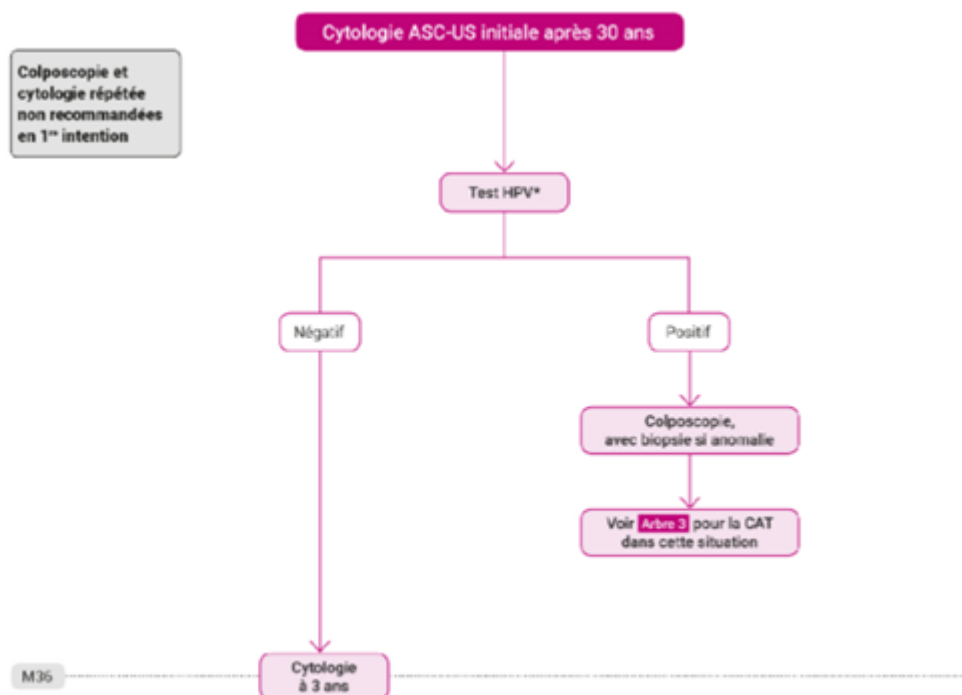 Cytologie ASC-US initiale après 30 ans
Colposcopie et
cytologie répétée
non recommandées
en 1re intention
Test HPV*
Négatif
Positif
Colposcopie,
avec biopsie si anomalie
Voir Arbre 3 pour la CAT
dans cette situation
M36
Cytologie
à 3 ans